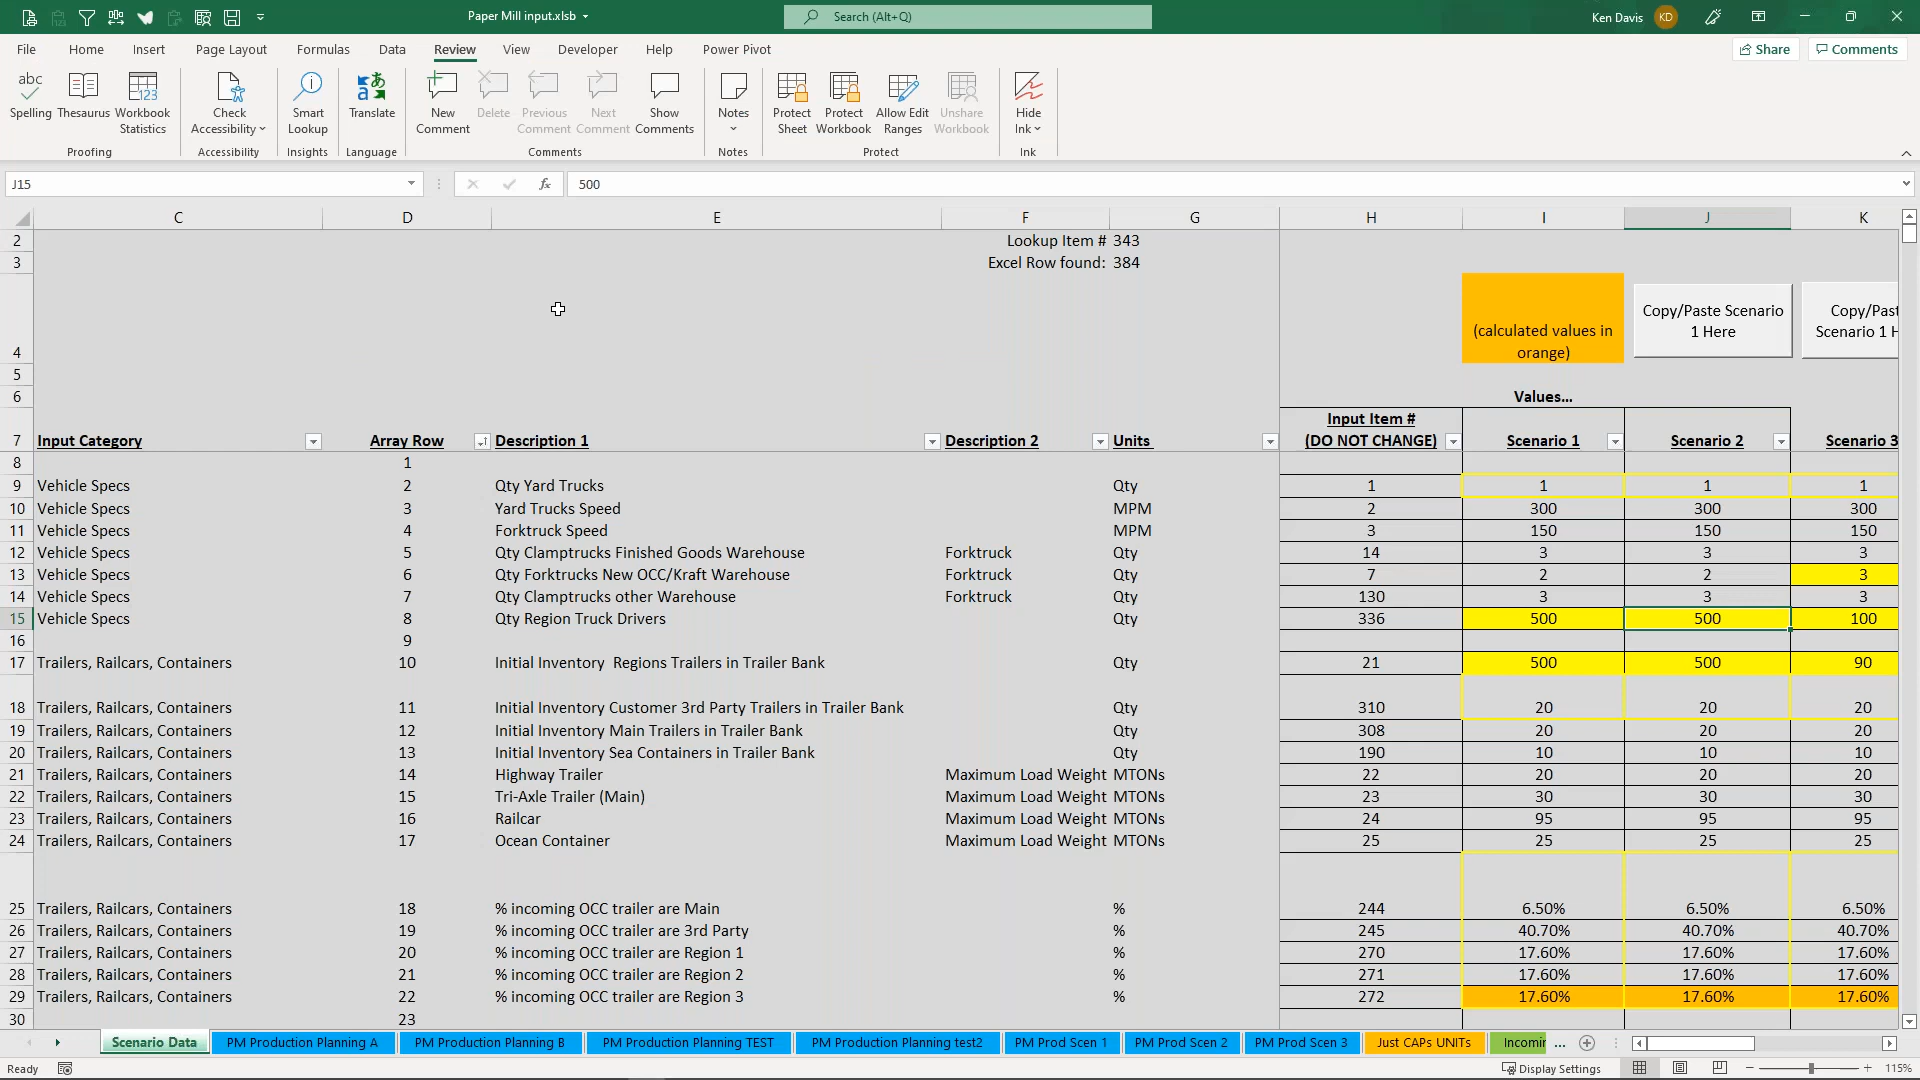 Paper Mill input.xlsb
Search (Alt+Q)
Ken Davis KD
File Home Insert Page Layout Formulas Data Review View Developer Help Power Pivot Share Comments
Spelling Thesaurus Workbook Statistics Check Accessibility Smart Lookup Translate New Comment Delete Previous Comment Next Comment Show Comments Notes Protect Sheet Protect Workbook Allow Edit Ranges Unshare Workbook Hide Ink
Proofing Accessibility Insights Language Comments Notes Protect Ink
J15 fx 500
C D E F G H I J K
2 Lookup Item # 343
3 Excel Row found: 384
4 (calculated values in orange) Copy/Paste Scenario 1 Here Copy/Past Scenario 1 H
5
6 Values...
7 Input Category Array Row Description 1 Description 2 Units Input Item # (DO NOT CHANGE) Scenario 1 Scenario 2 Scenario 3
8 1
9 Vehicle Specs 2 Qty Yard Trucks Qty 1 1 1 1
10 Vehicle Specs 3 Yard Trucks Speed MPM 2 300 300 300
11 Vehicle Specs 4 Forktruck Speed MPM 3 150 150 150
12 Vehicle Specs 5 Qty Clamptrucks Finished Goods Warehouse Forktruck Qty 14 3 3 3
13 Vehicle Specs 6 Qty Forktrucks New OCC/Kraft Warehouse Forktruck Qty 7 2 2 3
14 Vehicle Specs 7 Qty Clamptrucks other Warehouse Forktruck Qty 130 3 3 3
15 Vehicle Specs 8 Qty Region Truck Drivers Qty 336 500 500 100
16 9
17 Trailers, Railcars, Containers 10 Initial Inventory Regions Trailers in Trailer Bank Qty 21 500 500 90
18 Trailers, Railcars, Containers 11 Initial Inventory Customer 3rd Party Trailers in Trailer Bank Qty 310 20 20 20
19 Trailers, Railcars, Containers 12 Initial Inventory Main Trailers in Trailer Bank Qty 308 20 20 20
20 Trailers, Railcars, Containers 13 Initial Inventory Sea Containers in Trailer Bank Qty 190 10 10 10
21 Trailers, Railcars, Containers 14 Highway Trailer Maximum Load Weight MTONs 22 20 20 20
22 Trailers, Railcars, Containers 15 Tri-Axle Trailer (Main) Maximum Load Weight MTONs 23 30 30 30
23 Trailers, Railcars, Containers 16 Railcar Maximum Load Weight MTONs 24 95 95 95
24 Trailers, Railcars, Containers 17 Ocean Container Maximum Load Weight MTONs 25 25 25 25
25 Trailers, Railcars, Containers 18 % incoming OCC trailer are Main % 244 6.50% 6.50% 6.50%
26 Trailers, Railcars, Containers 19 % incoming OCC trailer are 3rd Party % 245 40.70% 40.70% 40.70%
27 Trailers, Railcars, Containers 20 % incoming OCC trailer are Region 1 % 270 17.60% 17.60% 17.60%
28 Trailers, Railcars, Containers 21 % incoming OCC trailer are Region 2 % 271 17.60% 17.60% 17.60%
29 Trailers, Railcars, Containers 22 % incoming OCC trailer are Region 3 % 272 17.60% 17.60% 17.60%
30 23
Scenario Data PM Production Planning A PM Production Planning B PM Production Planning TEST PM Production Planning test2 PM Prod Scen 1 PM Prod Scen 2 PM Prod Scen 3 Just CAPs UNITs Incomin ...
Ready Display Settings 115%